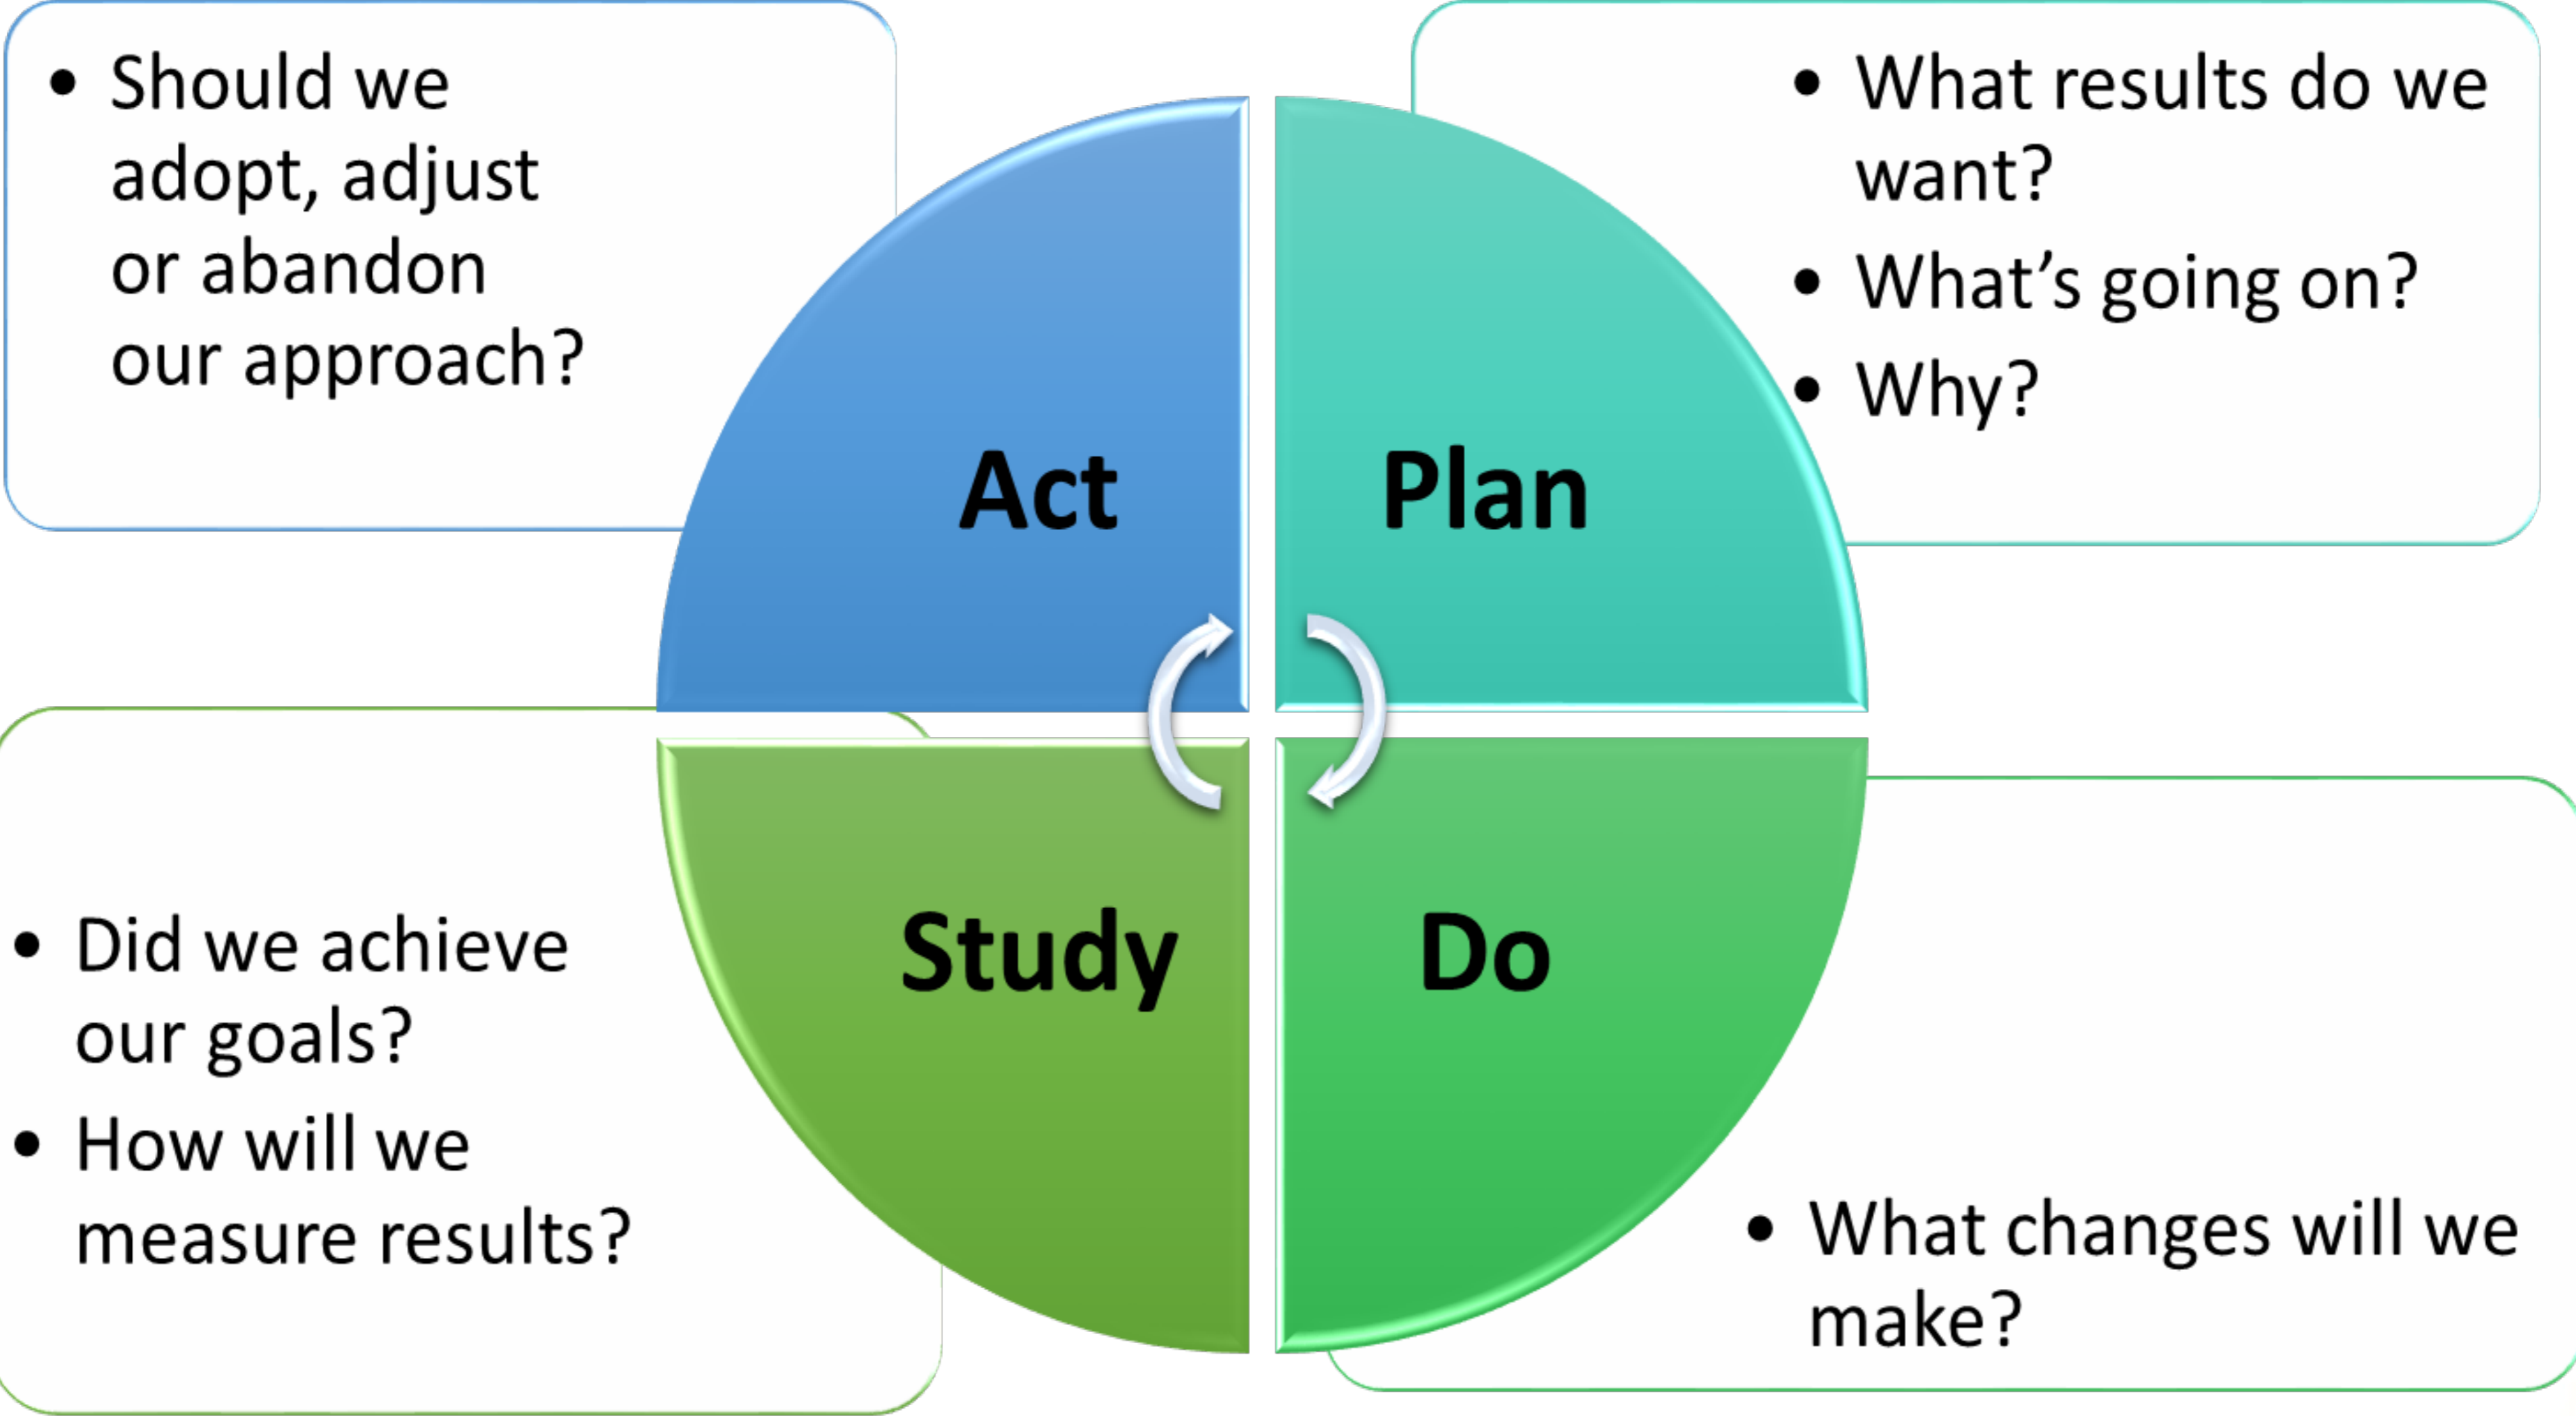 • Should we
adopt, adjust
or abandon
our approach?
• What results do we
want?
• What’s going on?
• Why?
Act
Plan
Study
Do
• Did we achieve
our goals?
• How will we
measure results?
• What changes will we
make?